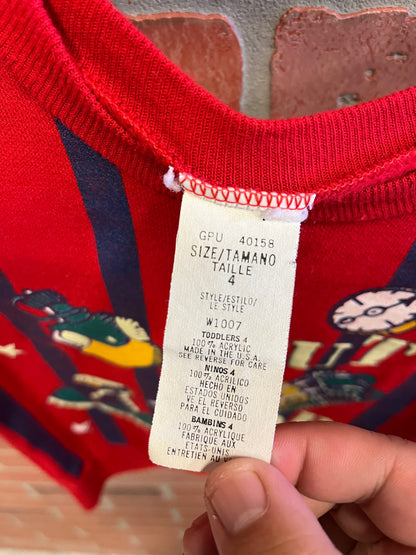 GPU 40158
SIZE/TAMANO
TAILLE
4
STYLE/ESTILO/
LE STYLE
W1007
TODDLERS 4
100% ACRYLIC
MADE IN THE U.S.A.
SEE REVERSE FOR CARE
NINOS 4
100% ACRILICO
HECHO EN
ESTADOS UNIDOS
VE EL REVERSO
PARA EL CUIDADO
BAMBINS 4
100% ACRYLIQUE
FABRIQUE AUX
ETATS-UNIS
ENTRETIEN AU VE